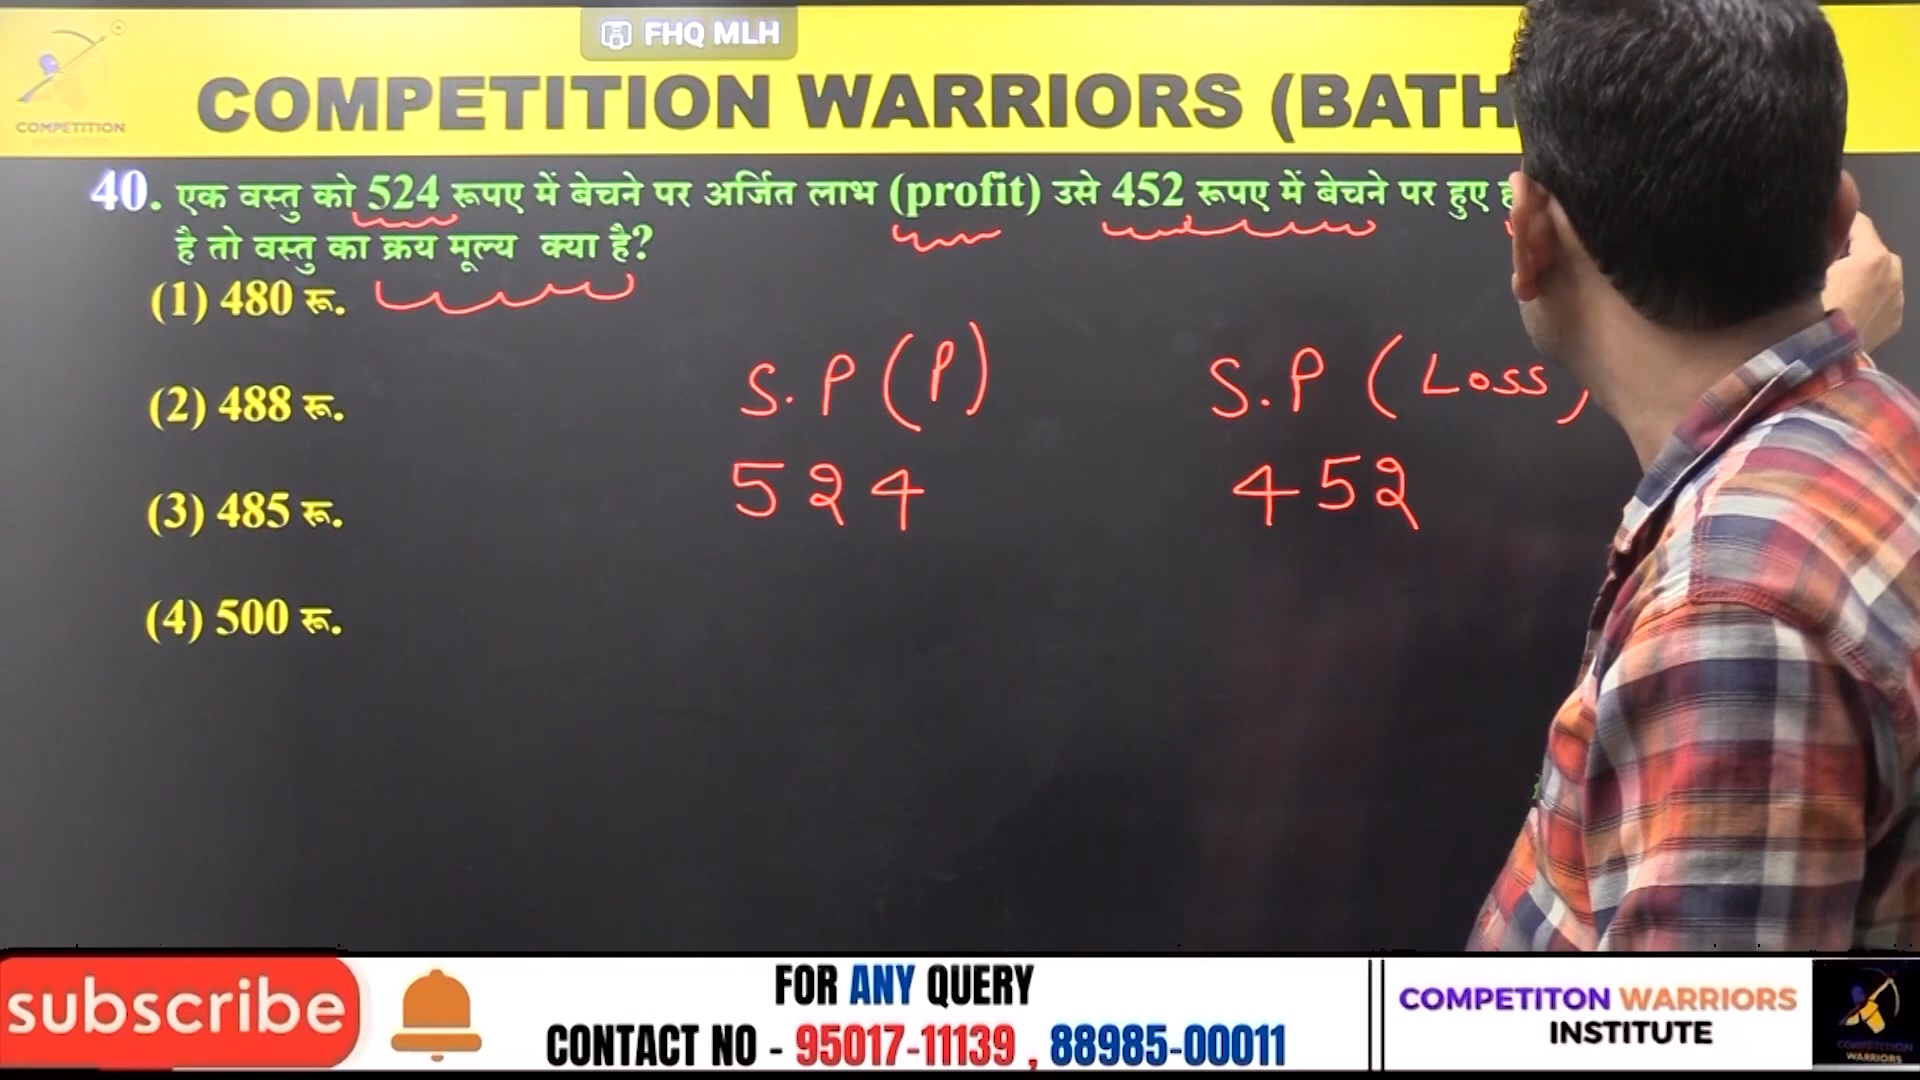 FHQ MLH
COMPETITION WARRIORS (BATH
COMPETITION
40. एक वस्तु को 524 रूपए में बेचने पर अर्जित लाभ (profit) उसे 452 रूपए में बेचने पर हुए
है तो वस्तु का क्रय मूल्य क्या है?
(1) 480 रू.
(2) 488 रू.
(3) 485 रू.
(4) 500 रू.
S.P (P) S.P (Loss)
524 452
subscribe
FOR ANY QUERY
CONTACT NO - 95017-11139 , 88985-00011
COMPETITON WARRIORS
INSTITUTE
COMPETITION
WARRIORS